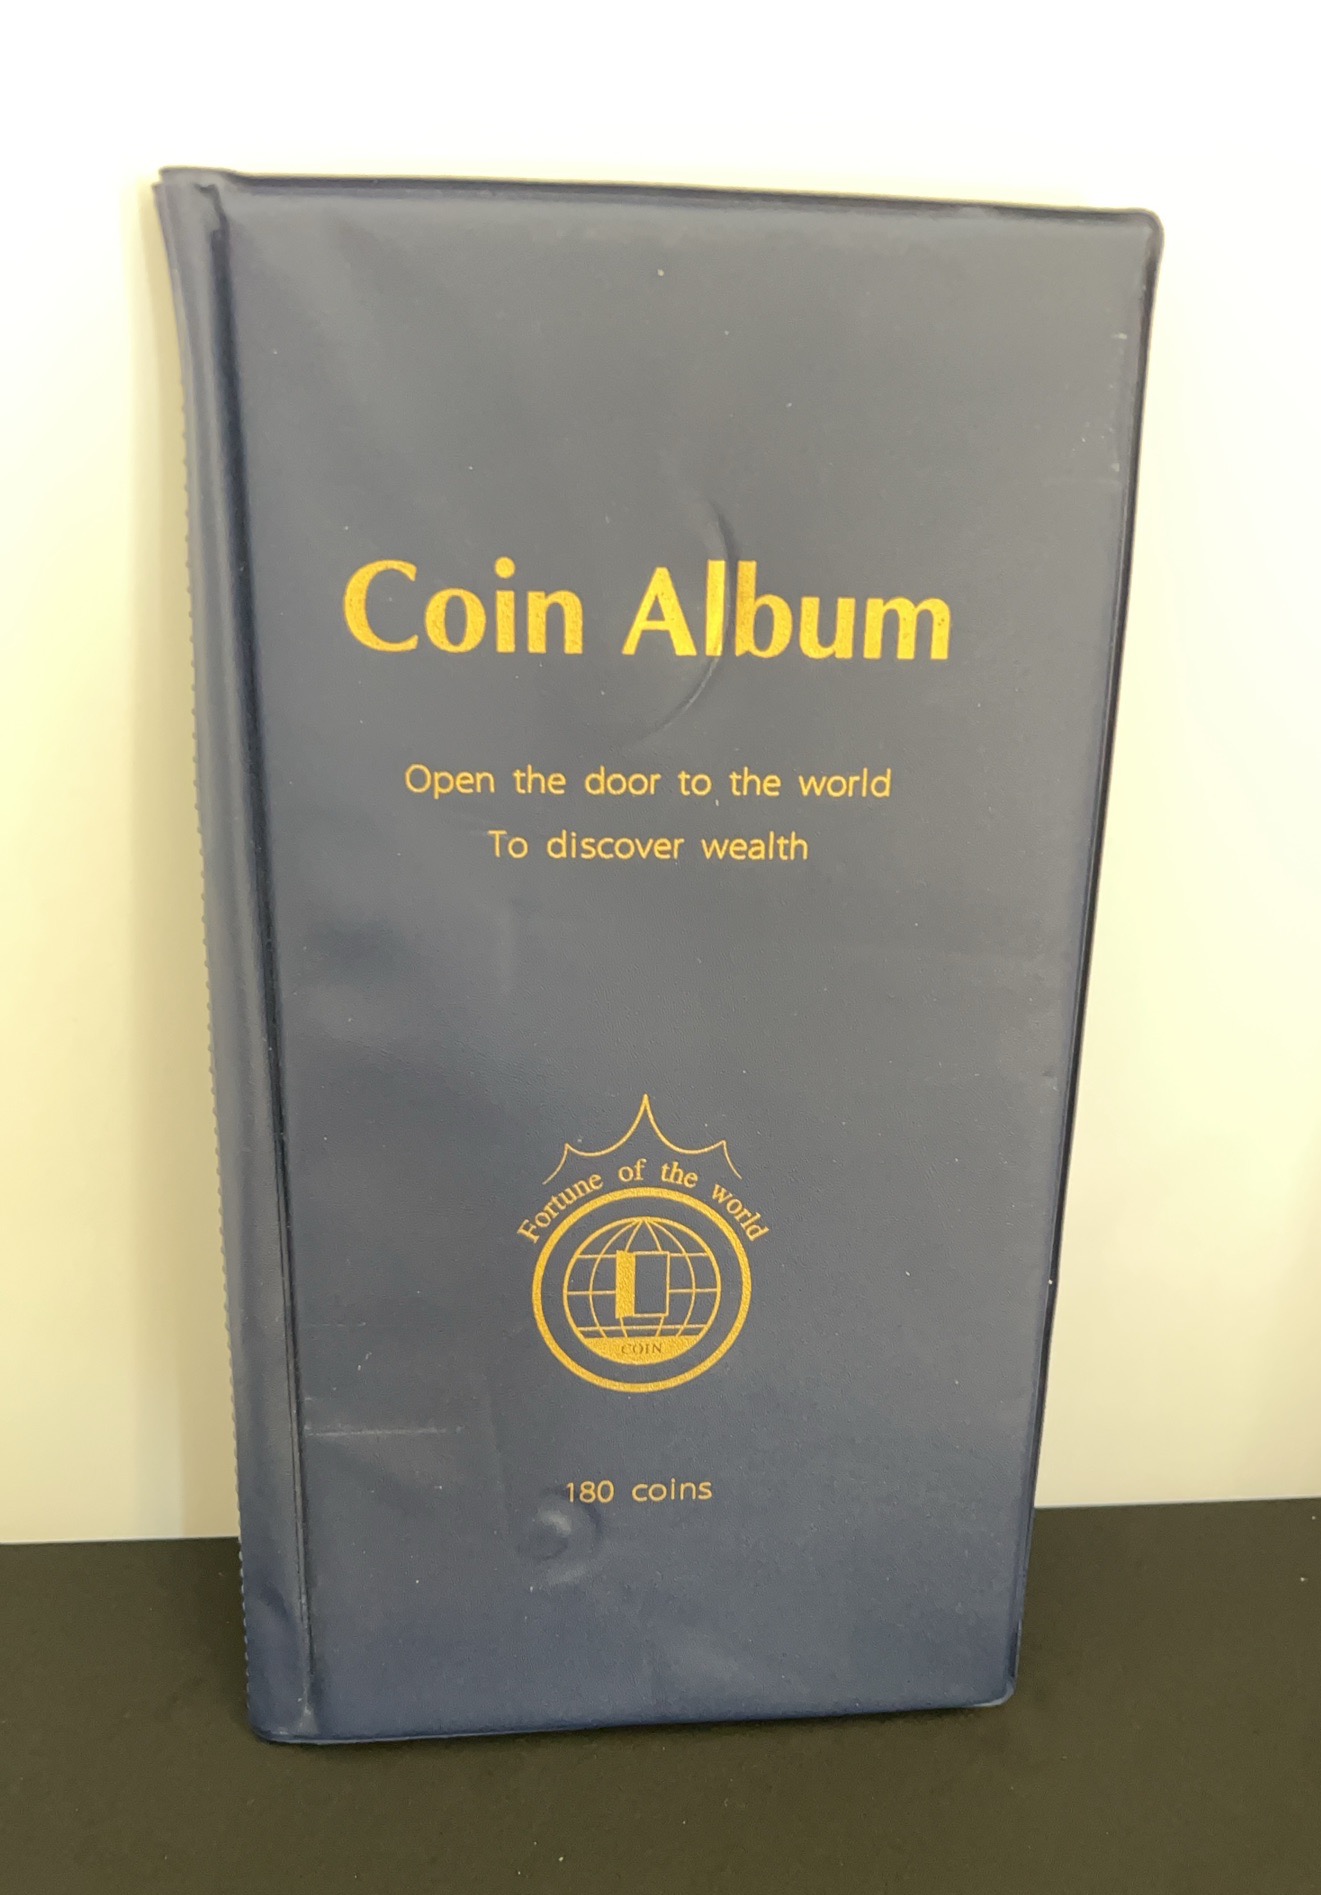 Coin Album
Open the door to the world
To discover wealth
Fortune of the world
COIN
180 coins